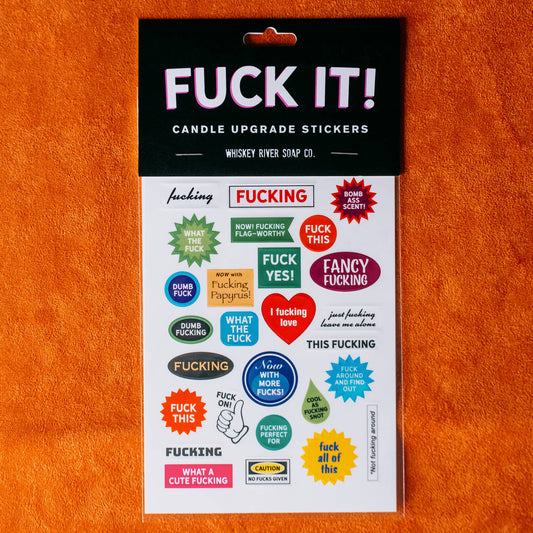 FUCK IT!
CANDLE UPGRADE STICKERS
WHISKEY RIVER SOAP CO.
fucking
FUCKING
BOMB
ASS
SCENT!
WHAT
THE
FUCK
NOW! FUCKING
FLAG-WORTHY
FUCK
THIS
FUCK
YES!
FANCY
FUCKING
DUMB
FUCK
NOW with
Fucking
Papyrus!
I fucking
love
just fucking
leave me alone
DUMB
FUCKING
WHAT
THE
FUCK
THIS FUCKING
FUCKING
Now
WITH
MORE
FUCKS!
FUCK
AROUND
AND FIND
OUT
FUCK
THIS
FUCK
ON!
COOL
AS
FUCKING
SNOT
FUCKING
PERFECT
FOR
fuck
all of
this
*Not fucking around
FUCKING
WHAT A
CUTE FUCKING
CAUTION
NO FUCKS GIVEN